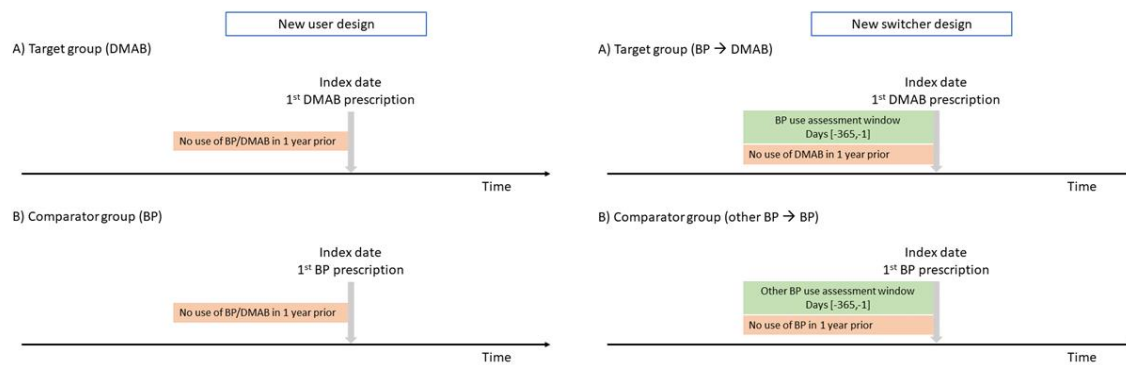 New user design
A) Target group (DMAB)
Index date
1st DMAB prescription
No use of BP/DMAB in 1 year prior
Time
B) Comparator group (BP)
Index date
1st BP prescription
No use of BP/DMAB in 1 year prior
Time
New switcher design
A) Target group (BP → DMAB)
Index date
1st DMAB prescription
BP use assessment window
Days [-365,-1]
No use of DMAB in 1 year prior
Time
B) Comparator group (other BP → BP)
Index date
1st BP prescription
Other BP use assessment window
Days [-365,-1]
No use of BP in 1 year prior
Time